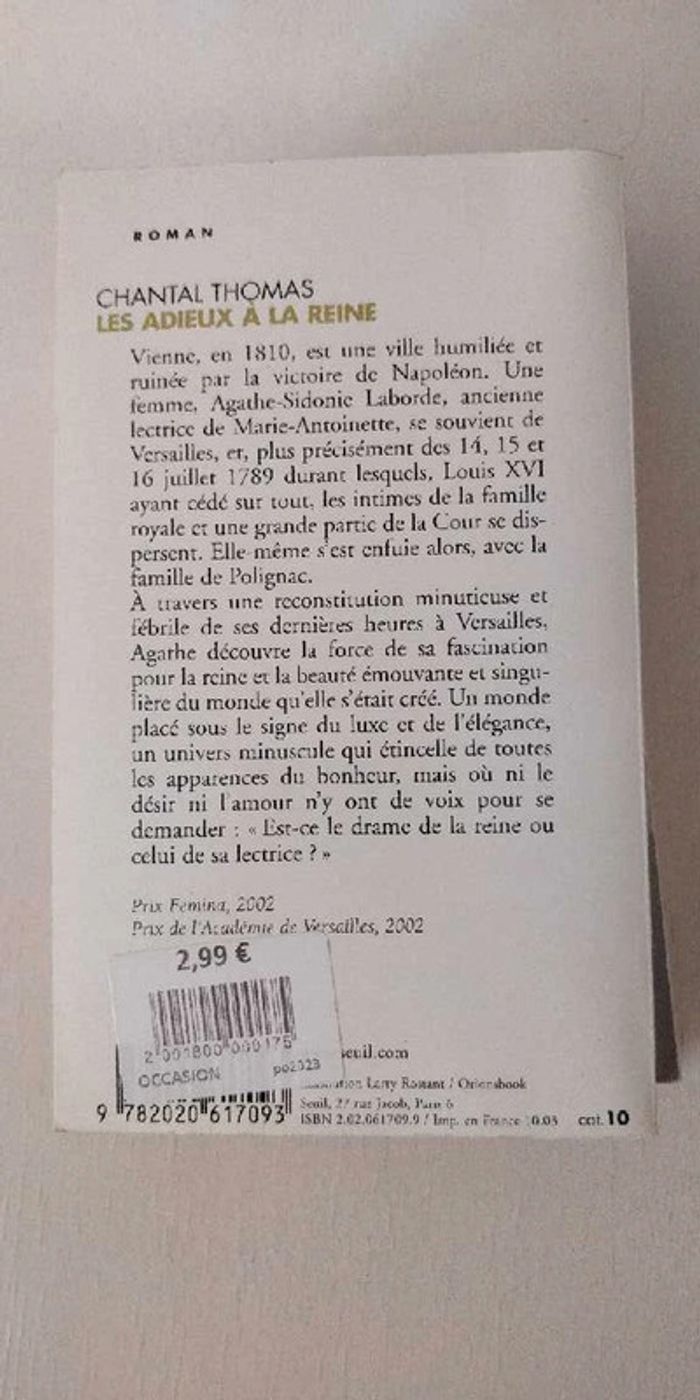 ROMAN
CHANTAL THOMAS
LES ADIEUX À LA REINE
Vienne, en 1810, est une ville humiliée et
ruinée par la victoire de Napoléon. Une
femme, Agathe-Sidonie Laborde, ancienne
lectrice de Marie-Antoinette, se souvient de
Versailles, et, plus précisément des 14, 15 et
16 juillet 1789 durant lesquels, Louis XVI
ayant cédé sur tout, les intimes de la famille
royale et une grande partie de la Cour se dis-
persent. Elle-même s'est enfuie alors, avec la
famille de Polignac.
À travers une reconstitution minutieuse et
fébrile de ses dernières heures à Versailles,
Agathe découvre la force de sa fascination
pour la reine et la beauté émouvante et singu-
lière du monde qu'elle s'était créé. Un monde
placé sous le signe du luxe et de l'élégance,
un univers minuscule qui étincelle de toutes
les apparences du bonheur, mais où ni le
désir ni l'amour n'y ont de voix pour se
demander : « Est-ce le drame de la reine ou
celui de sa lectrice ? »
Prix Femina, 2002
Prix de l'Académie de Versailles, 2002
2,99 €
OCCASION
po2323
seuil.com
Seuil, 27 rue Jacob, Paris 6
9 782020 617093
ISBN 2.02.061709.9 / Imp. en France 10.03
cat. 10